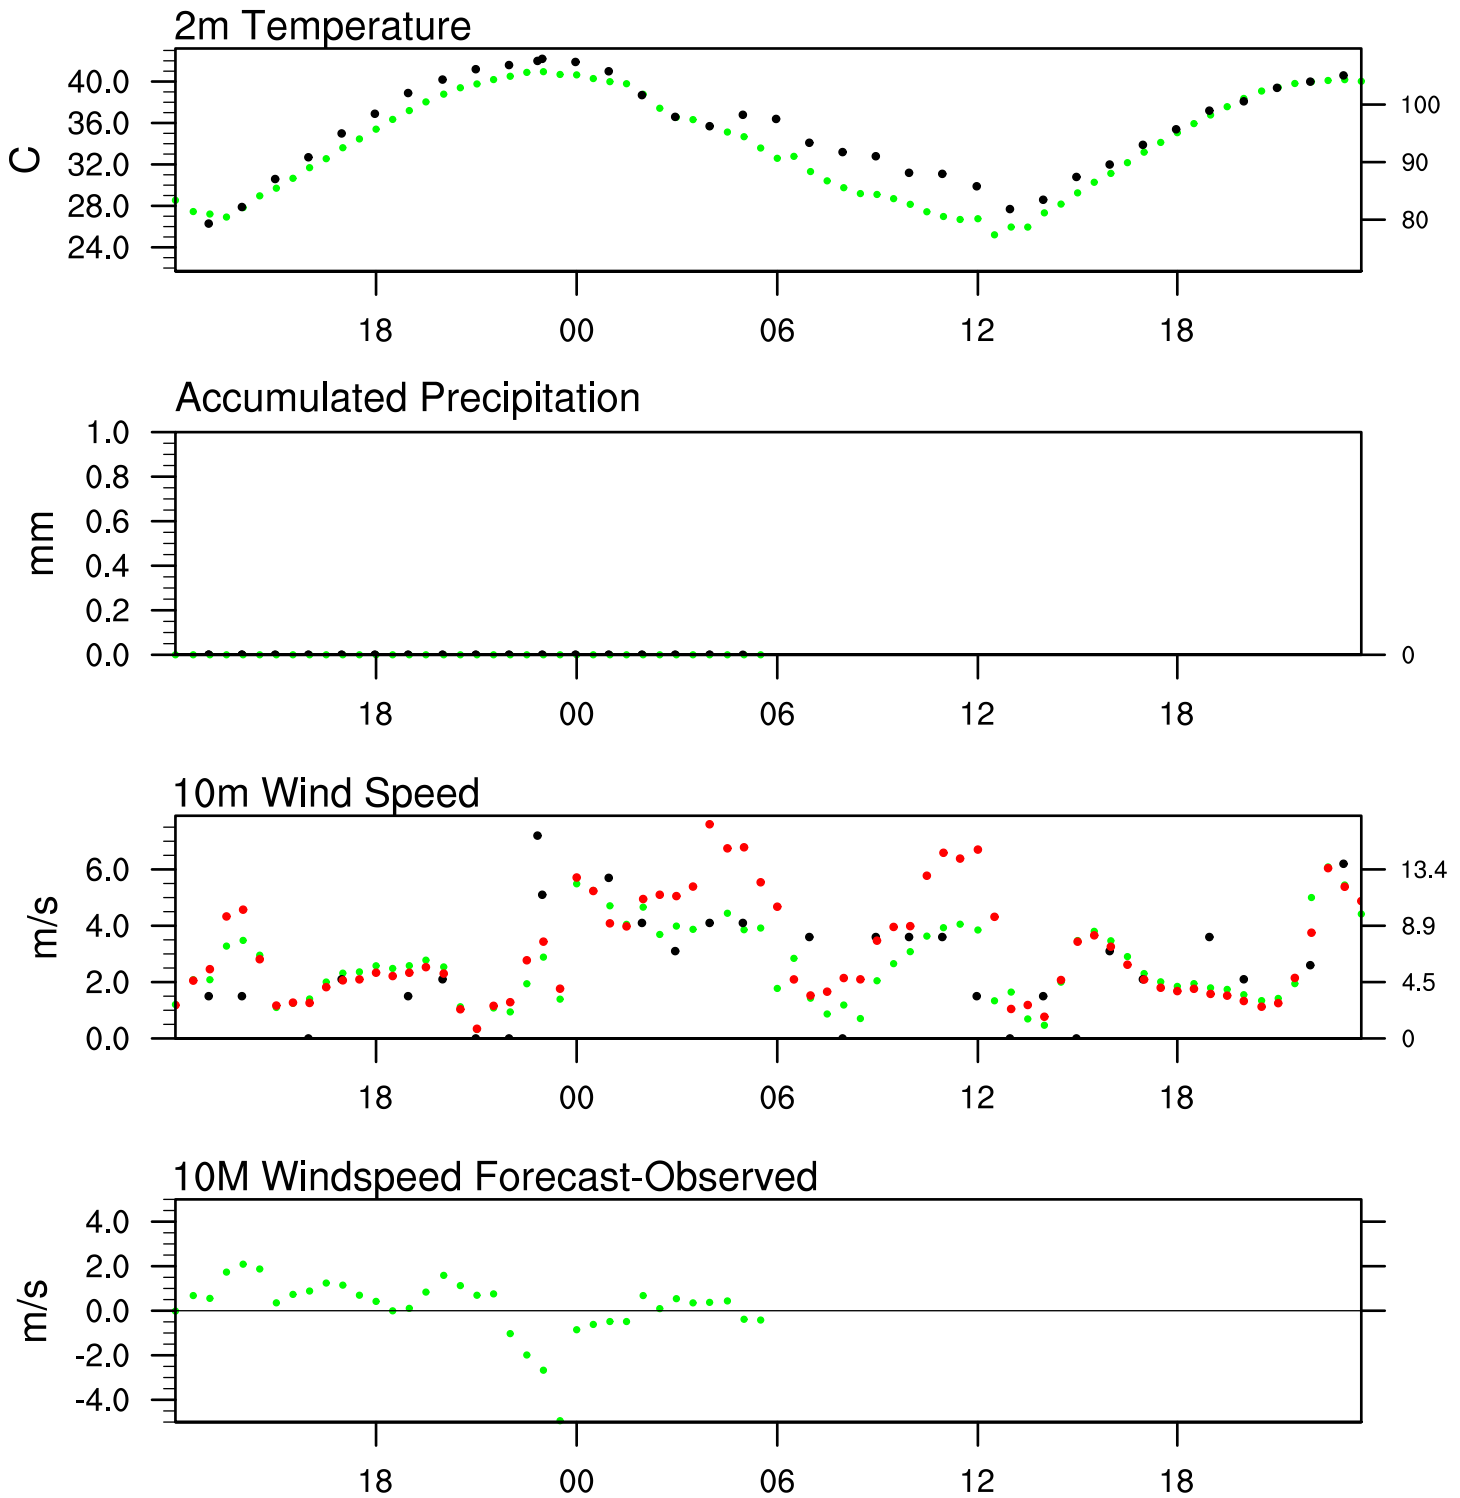 2m Temperature
40.0
36.0
32.0
28.0
24.0
C
100
90
80
18 00 06 12 18
Accumulated Precipitation
1.0
0.8
0.6
0.4
0.2
0.0
mm
0
18 00 06 12 18
10m Wind Speed
6.0
4.0
2.0
0.0
m/s
13.4
8.9
4.5
0
18 00 06 12 18
10M Windspeed Forecast-Observed
4.0
2.0
0.0
-2.0
-4.0
m/s
18 00 06 12 18